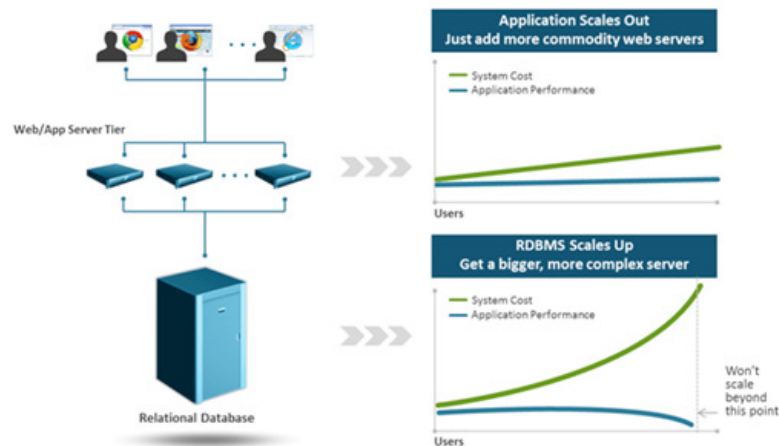 Web/App Server Tier
Relational Database
Application Scales Out
Just add more commodity web servers
System Cost
Application Performance
Users
RDBMS Scales Up
Get a bigger, more complex server
System Cost
Application Performance
Won't
scale
beyond
this point
Users